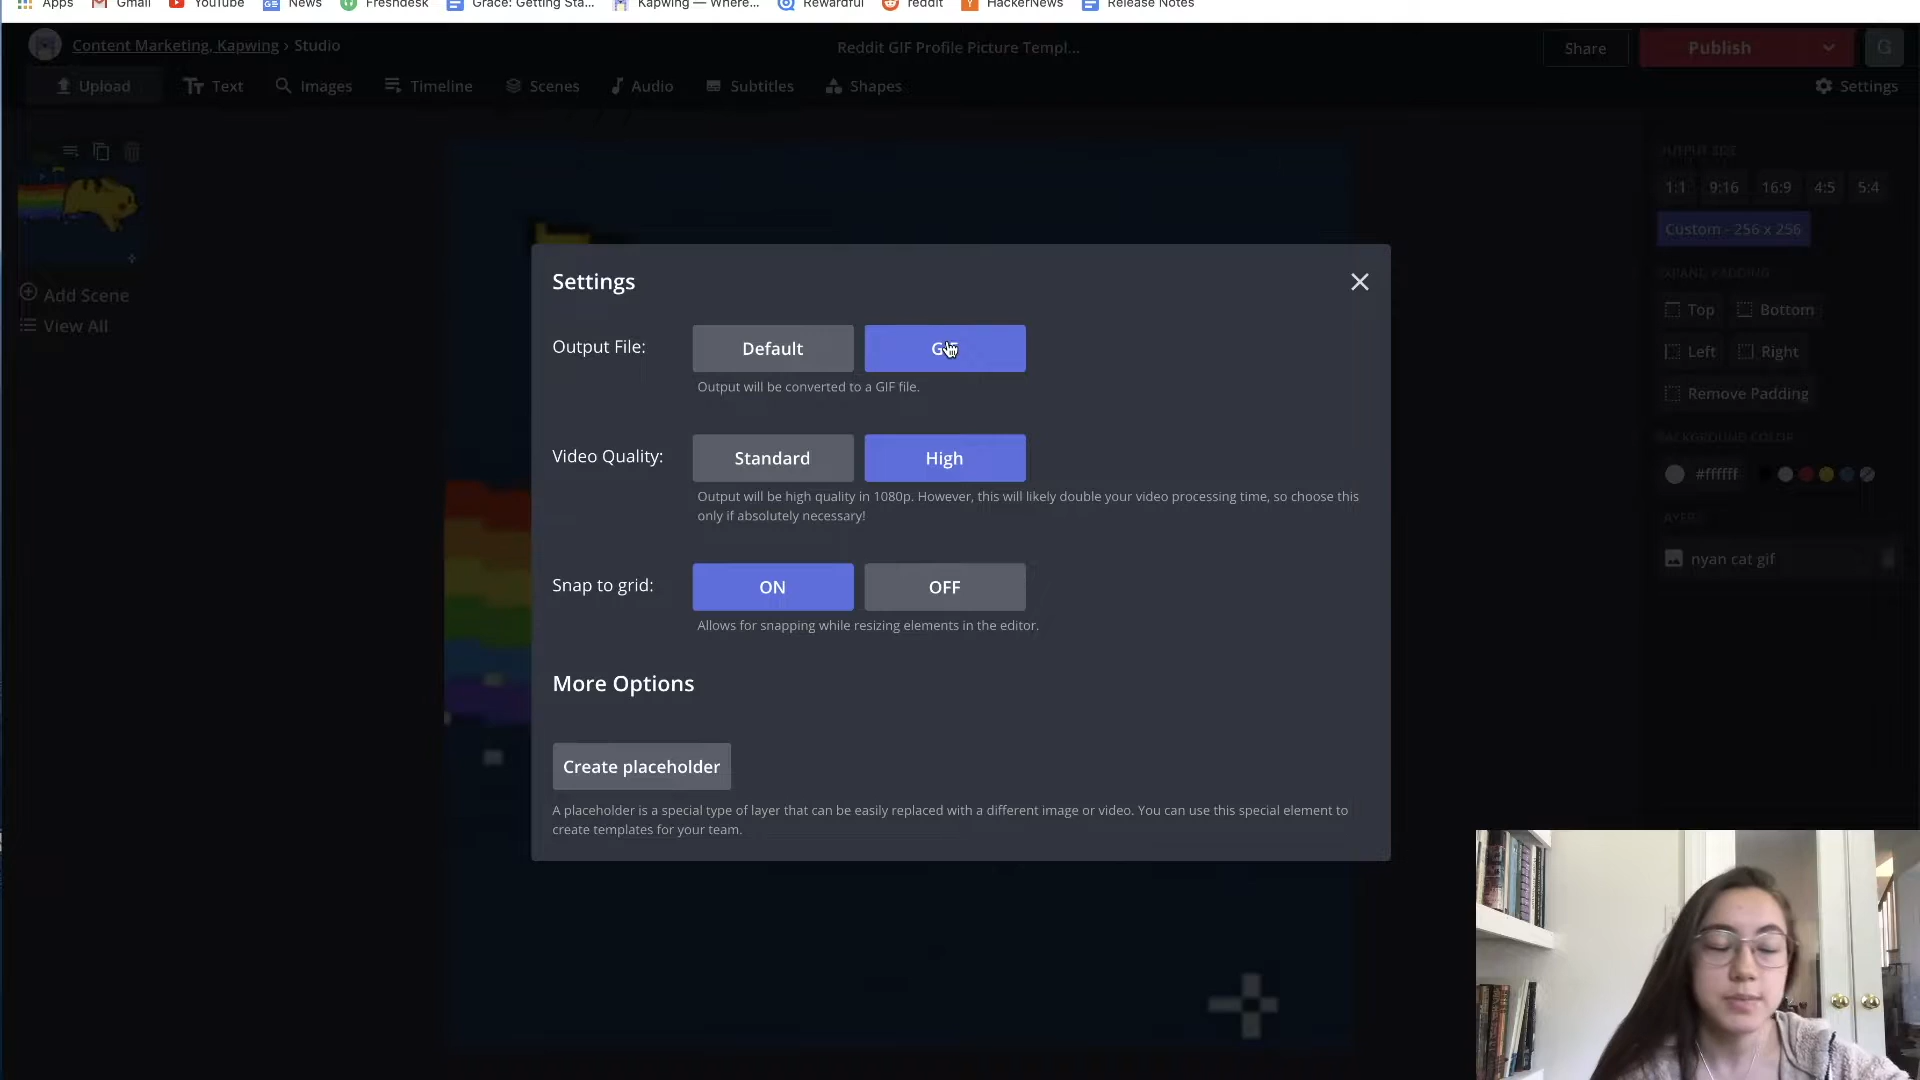 Apps Gmail YouTube News Freshdesk Grace: Getting Sta... Kapwing — Where... Rewardful reddit HackerNews Release Notes
Content Marketing, Kapwing › Studio
Reddit GIF Profile Picture Templ...
Share
Publish
G
Upload Text Images Timeline Scenes Audio Subtitles Shapes
Settings
OUTPUT SIZE
1:1 9:16 16:9 4:5 5:4
Custom - 256 x 256
EXPAND PADDING
Top Bottom
Left Right
Remove Padding
BACKGROUND COLOR
#ffffff
nyan cat gif
Add Scene
View All
Settings
Output File:
Default
Output will be converted to a GIF file.
Video Quality:
Standard
High
Output will be high quality in 1080p. However, this will likely double your video processing time, so choose this
only if absolutely necessary!
Snap to grid:
ON
OFF
Allows for snapping while resizing elements in the editor.
More Options
Create placeholder
A placeholder is a special type of layer that can be easily replaced with a different image or video. You can use this special element to
create templates for your team.